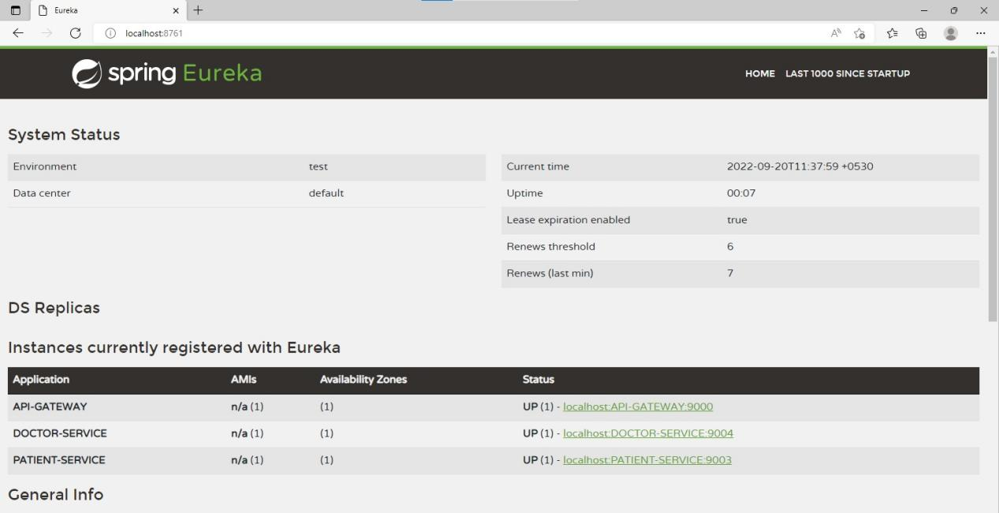 Eureka
localhost:8761
spring Eureka
HOME LAST 1000 SINCE STARTUP
System Status
Environment test
Data center default
Current time 2022-09-20T11:37:59 +0530
Uptime 00:07
Lease expiration enabled true
Renews threshold 6
Renews (last min) 7
DS Replicas
Instances currently registered with Eureka
Application AMIs Availability Zones Status
API-GATEWAY n/a (1) (1) UP (1) - localhost:API-GATEWAY:9000
DOCTOR-SERVICE n/a (1) (1) UP (1) - localhost:DOCTOR-SERVICE:9004
PATIENT-SERVICE n/a (1) (1) UP (1) - localhost:PATIENT-SERVICE:9003
General Info